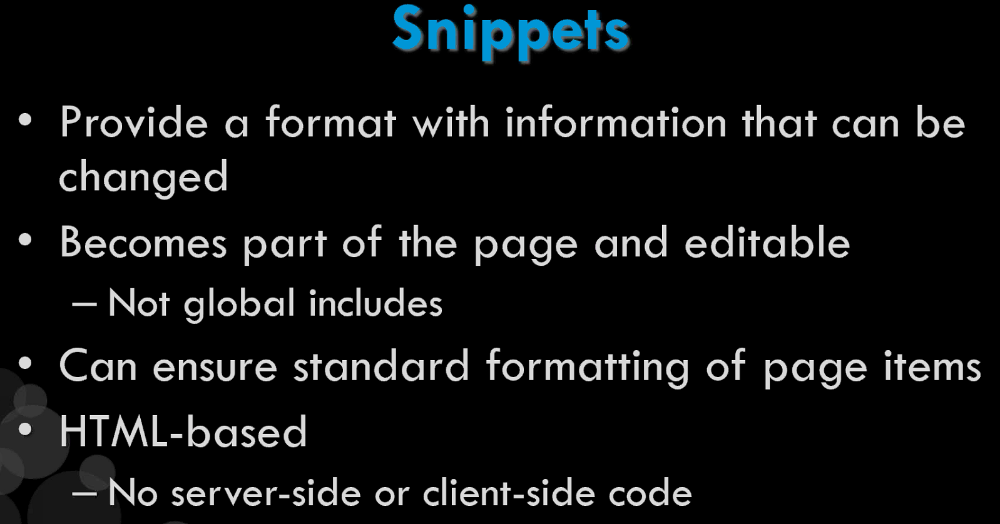 Snippets
• Provide a format with information that can be
changed
• Becomes part of the page and editable
– Not global includes
• Can ensure standard formatting of page items
• HTML-based
– No server-side or client-side code